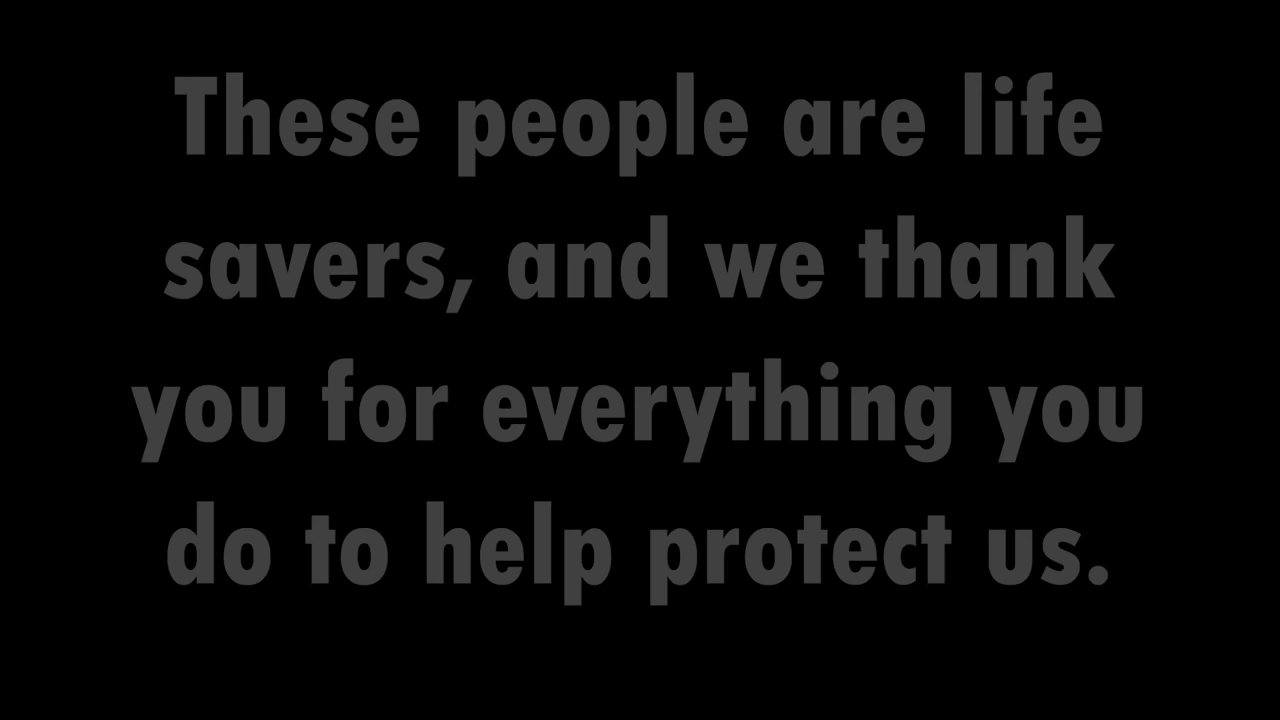 These people are life
savers, and we thank
you for everything you
do to help protect us.